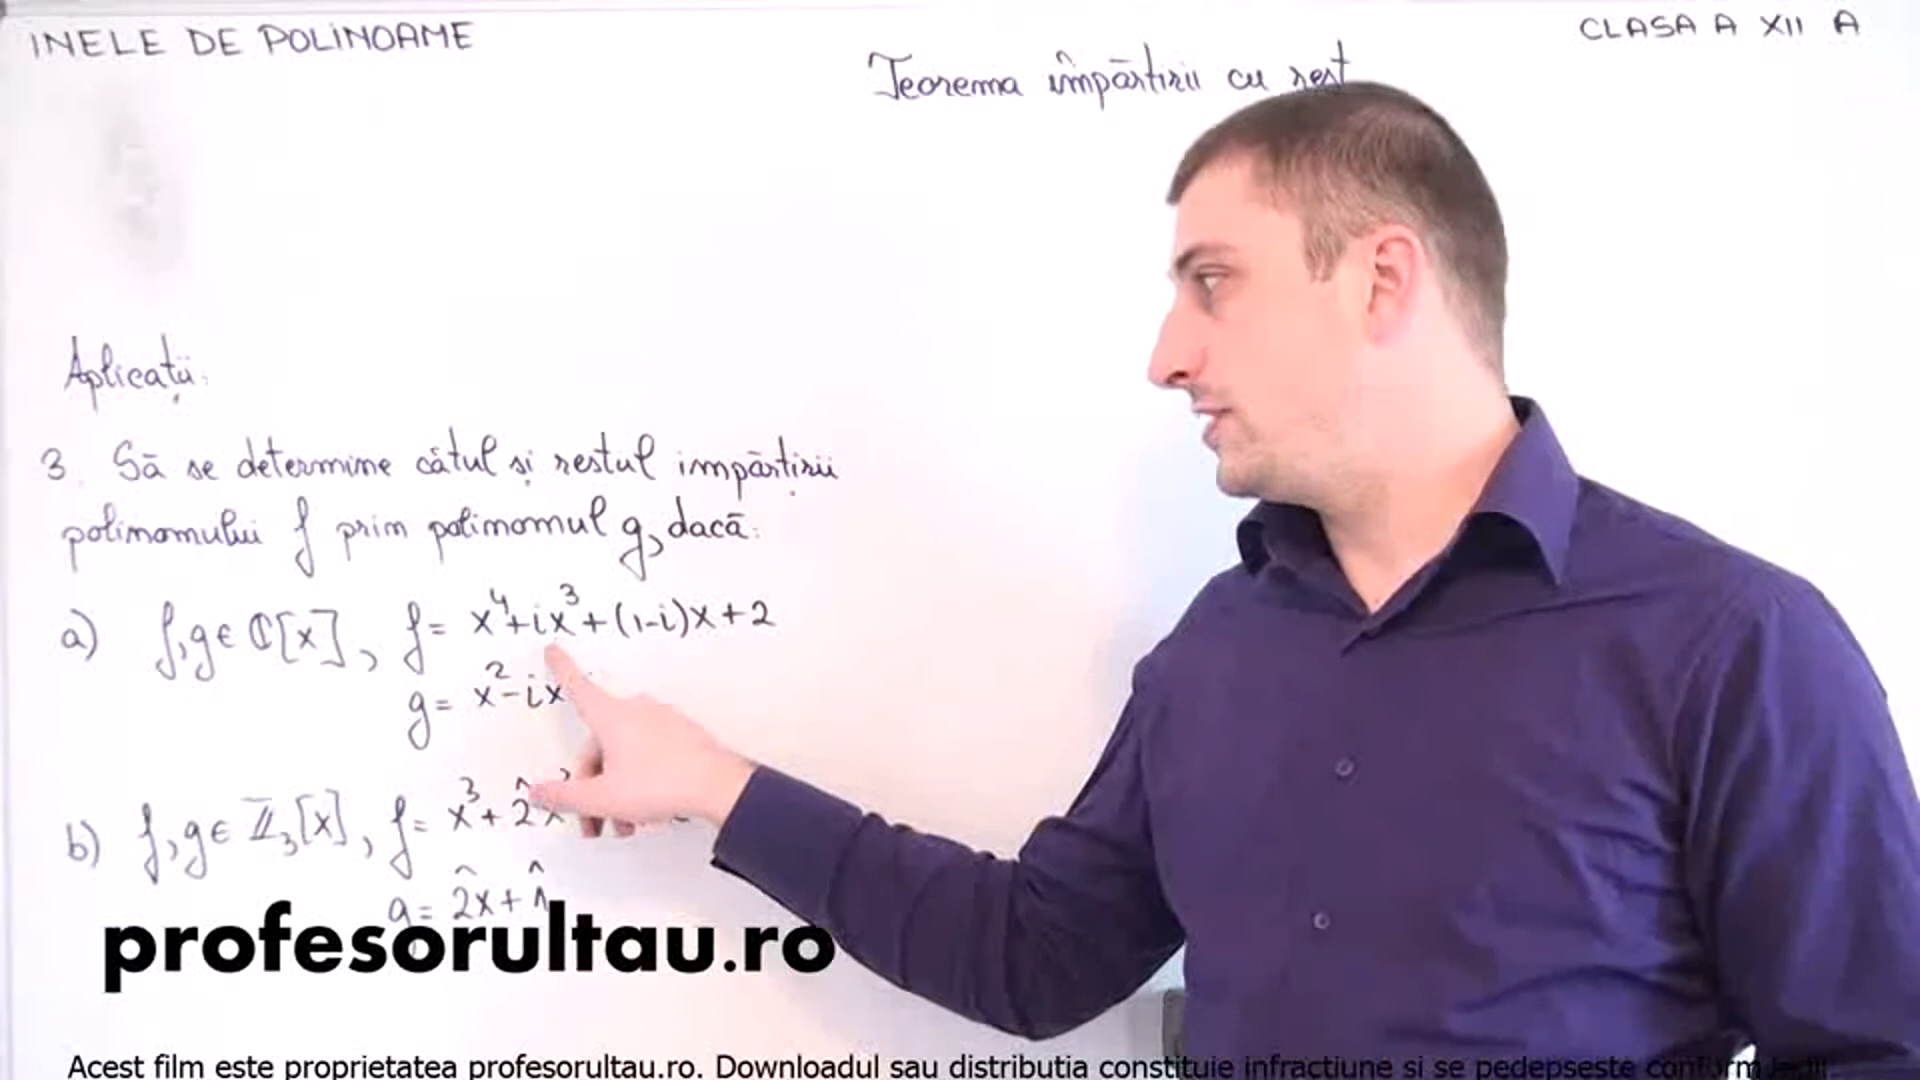 INELE DE POLINOAME
CLASA A XII A
Teorema împărțirii cu rest
Aplicații:
3. Să se determine câtul și restul împărțirii
polinomului f prin polinomul g, dacă:
a) f, g ∈ ℂ[x], f = x⁴+ix³+(1-i)x+2
g = x²-ix
b) f, g ∈ ℤ₃[x], f = x³+2̂x
g = 2̂x+1̂
profesorultau.ro
Acest film este proprietatea profesorultau.ro. Downloadul sau distributia constituie infractiune si se pedepseste conform legii.